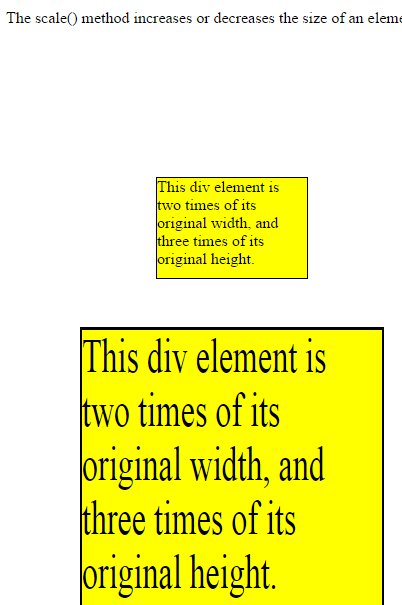 The scale() method increases or decreases the size of an
This div element is
two times of its
original width, and
three times of its
original height.
This div element is
two times of its
original width, and
three times of its
original height.